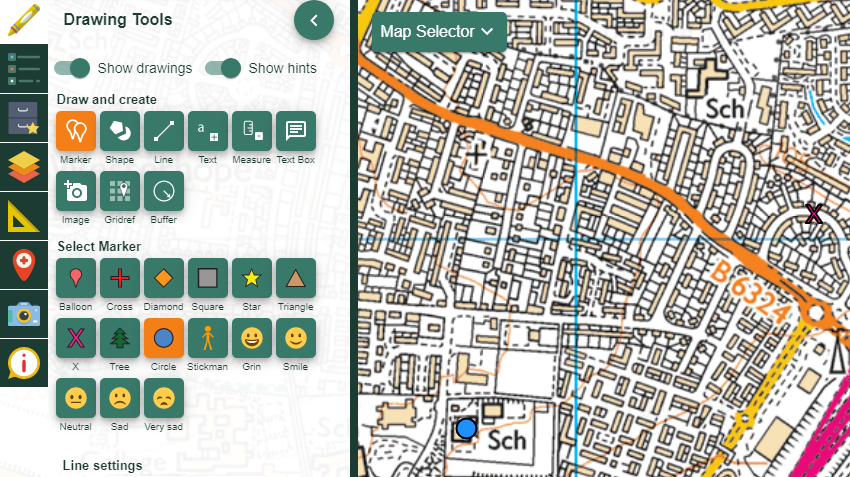 Drawing Tools
Map Selector
Show drawings
Show hints
Draw and create
Marker
Shape
Line
a
Text
Measure
Text Box
Image
Gridref
Buffer
Select Marker
Balloon
Cross
Diamond
Square
Star
Triangle
X
Tree
Circle
Stickman
Grin
Smile
Neutral
Sad
Very sad
Line settings
Sch
X
B 6324
Sch